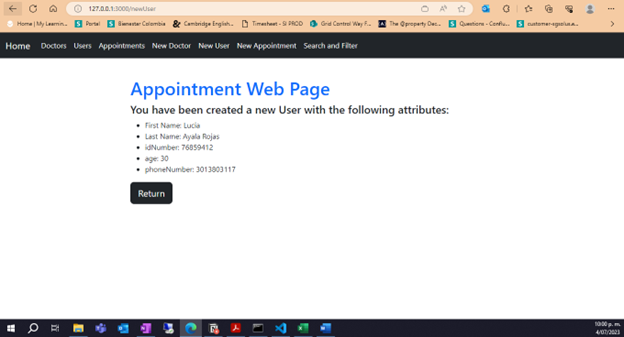 127.0.0.1:3000/newUser
Home | My Learnin... Portel Bienester Colombia Cambridge English... Timesheet - SI PROD Grid Control Way F... The @property Dec... Questions - Conflu... customer-egoslus.e...
Home Doctors Users Appointments New Doctor New User New Appointment Search and Filter
Appointment Web Page
You have been created a new User with the following attributes:
First Name: Lucia
Last Name: Ayala Rojas
idNumber: 76859412
age: 30
phoneNumber: 3013803117
Return
10:00 p. m.
4/07/2023